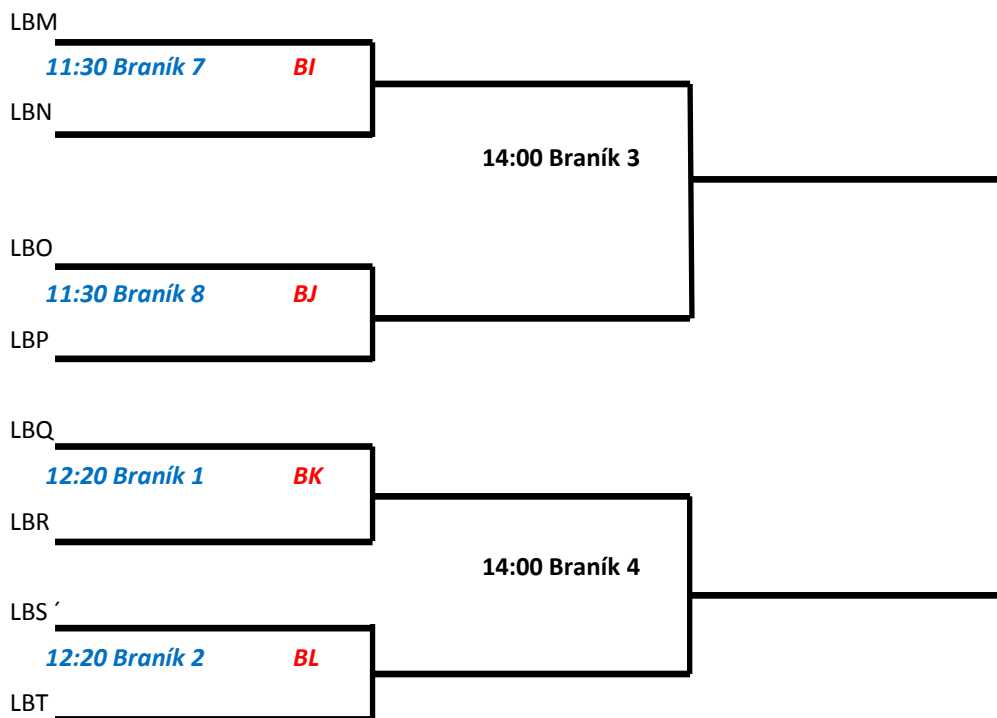 LBM
11:30 Braník 7 BI
LBN
14:00 Braník 3
LBO
11:30 Braník 8 BJ
LBP
LBQ
12:20 Braník 1 BK
LBR
14:00 Braník 4
LBS ´
12:20 Braník 2 BL
LBT